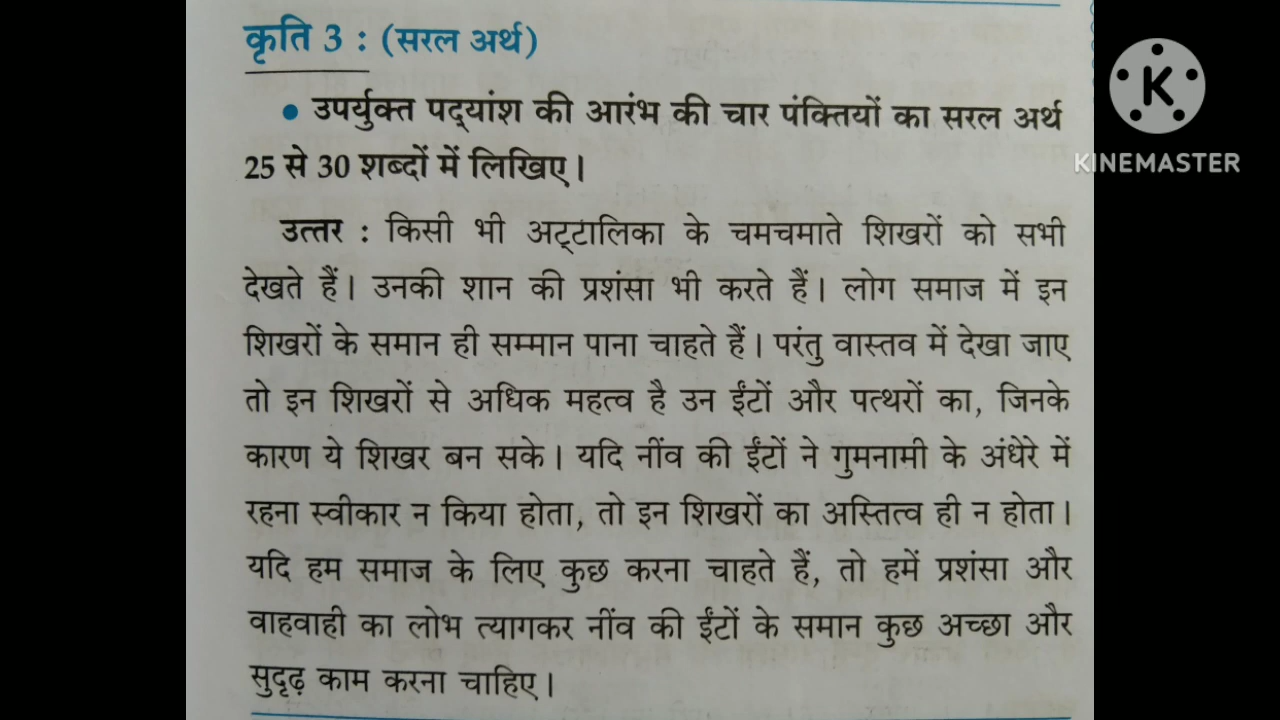 कृति 3 : (सरल अर्थ)
• उपर्युक्त पद्‌यांश की आरंभ की चार पंक्तियों का सरल अर्थ
25 से 30 शब्दों में लिखिए।
उत्तर : किसी भी अट्‌टालिका के चमचमाते शिखरों को सभी
देखते हैं। उनकी शान की प्रशंसा भी करते हैं। लोग समाज में इन
शिखरों के समान ही सम्मान पाना चाहते हैं। परंतु वास्तव में देखा जाए
तो इन शिखरों से अधिक महत्व है उन ईंटों और पत्थरों का, जिनके
कारण ये शिखर बन सके। यदि नींव की ईंटों ने गुमनामी के अंधेरे में
रहना स्वीकार न किया होता, तो इन शिखरों का अस्तित्व ही न होता।
यदि हम समाज के लिए कुछ करना चाहते हैं, तो हमें प्रशंसा और
वाहवाही का लोभ त्यागकर नींव की ईंटों के समान कुछ अच्छा और
सुदृढ़ काम करना चाहिए।
K
KINEMASTER